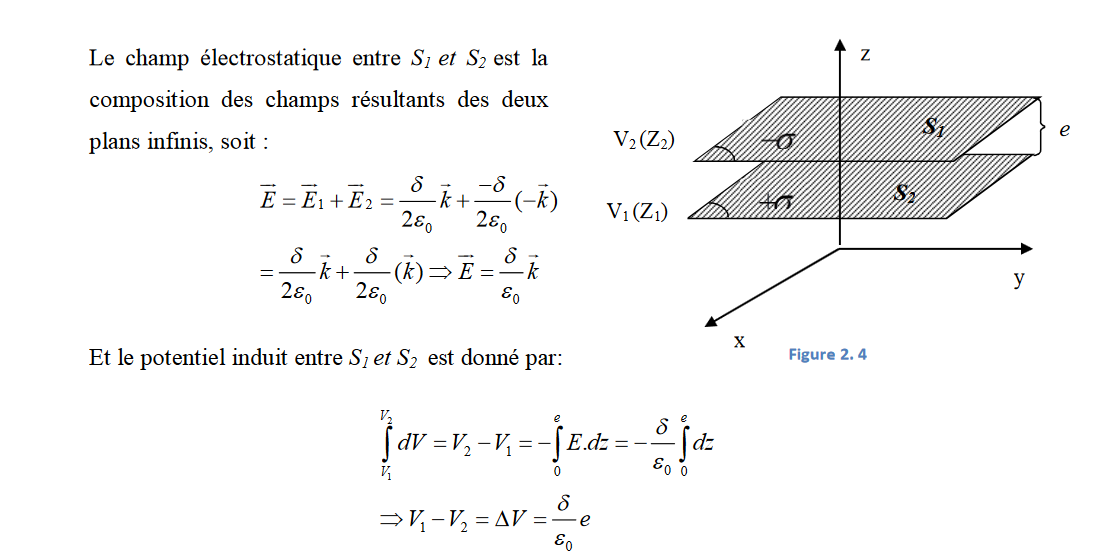 Le champ électrostatique entre S₁ et S₂ est la
composition des champs résultants des deux
plans infinis, soit :
E⃗ = E⃗₁ + E⃗₂ = δ/2ε₀ k⃗ + −δ/2ε₀ (−k⃗)
= δ/2ε₀ k⃗ + δ/2ε₀ (k⃗) ⇒ E⃗ = δ/ε₀ k⃗
z
S₁
e
V₂(Z₂)
−σ
S₂
V₁(Z₁)
+σ
y
x
Figure 2. 4
Et le potentiel induit entre S₁ et S₂ est donné par:
∫_{V₁}^{V₂} dV = V₂ − V₁ = −∫₀ᵉ E.dz = −δ/ε₀ ∫₀ᵉ dz
⇒ V₁ − V₂ = ΔV = δ/ε₀ e